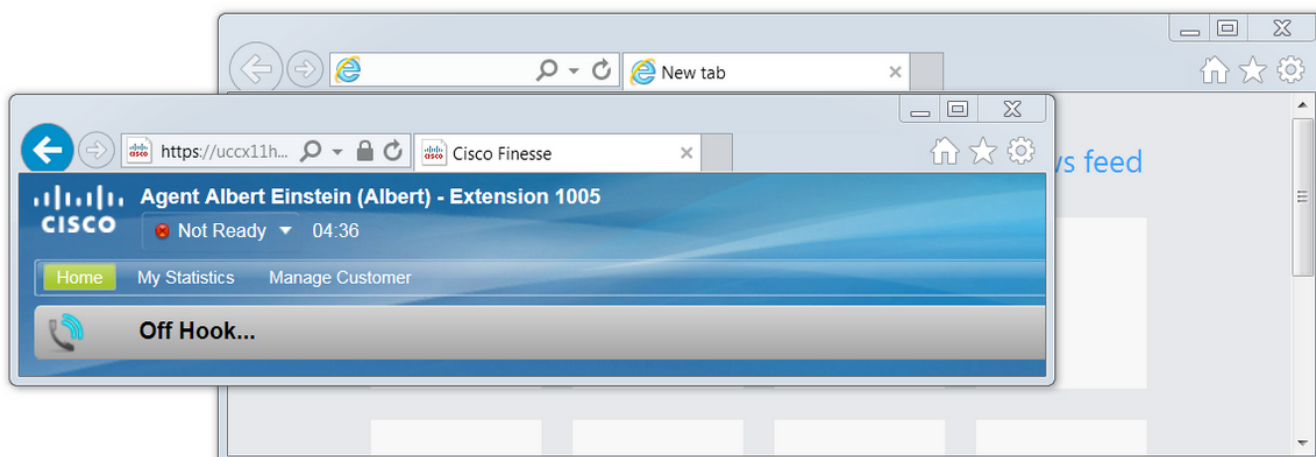 New tab
https://uccx11h...
Cisco Finesse
vs feed
CISCO
Agent Albert Einstein (Albert) - Extension 1005
Not Ready 04:36
Home My Statistics Manage Customer
Off Hook...